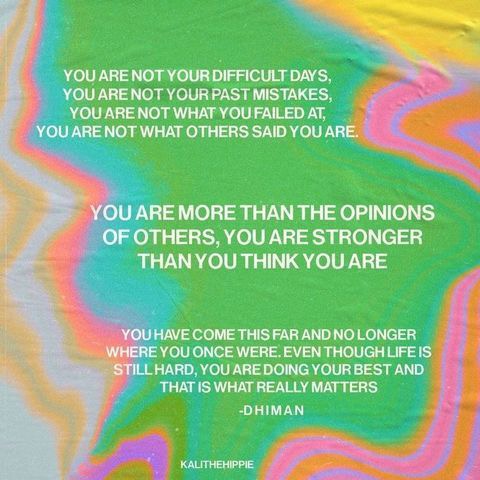 YOU ARE NOT YOUR DIFFICULT DAYS,
YOU ARE NOT YOUR PAST MISTAKES,
YOU ARE NOT WHAT YOU FAILED AT,
YOU ARE NOT WHAT OTHERS SAID YOU ARE.
YOU ARE MORE THAN THE OPINIONS
OF OTHERS, YOU ARE STRONGER
THAN YOU THINK YOU ARE
YOU HAVE COME THIS FAR AND NO LONGER
WHERE YOU ONCE WERE. EVEN THOUGH LIFE IS
STILL HARD, YOU ARE DOING YOUR BEST AND
THAT IS WHAT REALLY MATTERS
-DHIMAN
KALITHEHIPPIE